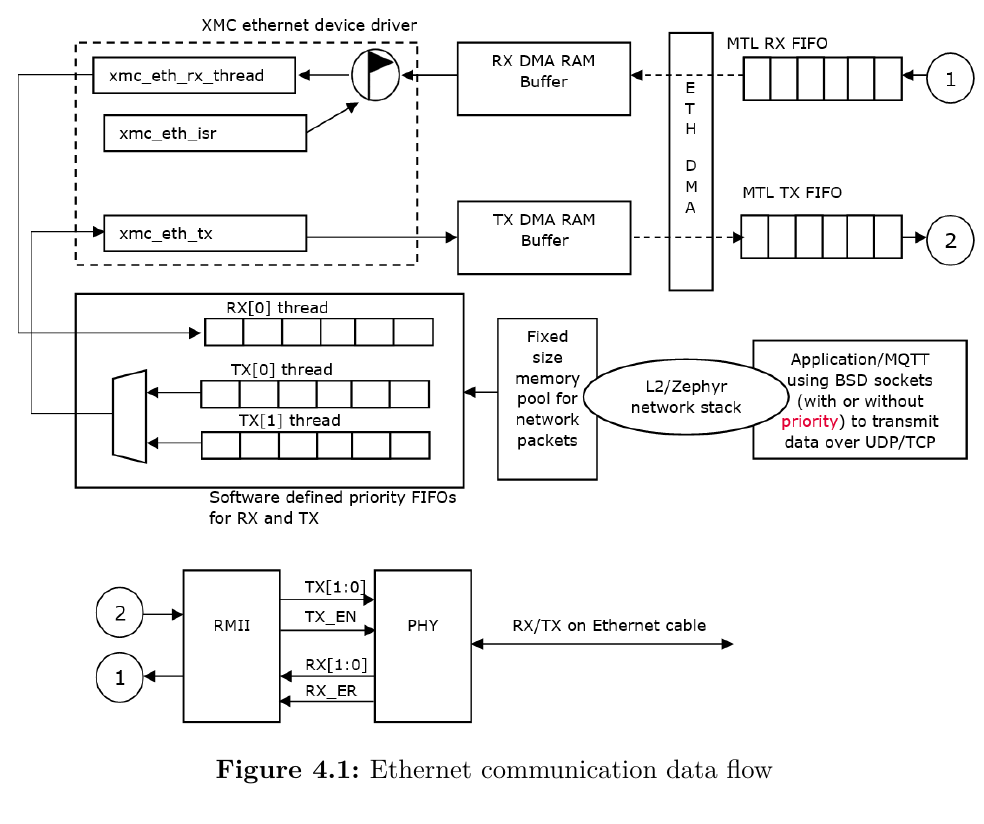 XMC ethernet device driver
xmc_eth_rx_thread
xmc_eth_isr
xmc_eth_tx
RX DMA RAM
Buffer
TX DMA RAM
Buffer
E
T
H
D
M
A
MTL RX FIFO
1
MTL TX FIFO
2
RX[0] thread
TX[0] thread
TX[1] thread
Software defined priority FIFOs
for RX and TX
Fixed
size
memory
pool for
network
packets
L2/Zephyr
network stack
Application/MQTT
using BSD sockets
(with or without
priority) to transmit
data over UDP/TCP
2
1
RMII
TX[1:0]
TX_EN
RX[1:0]
RX_ER
PHY
RX/TX on Ethernet cable
Figure 4.1: Ethernet communication data flow